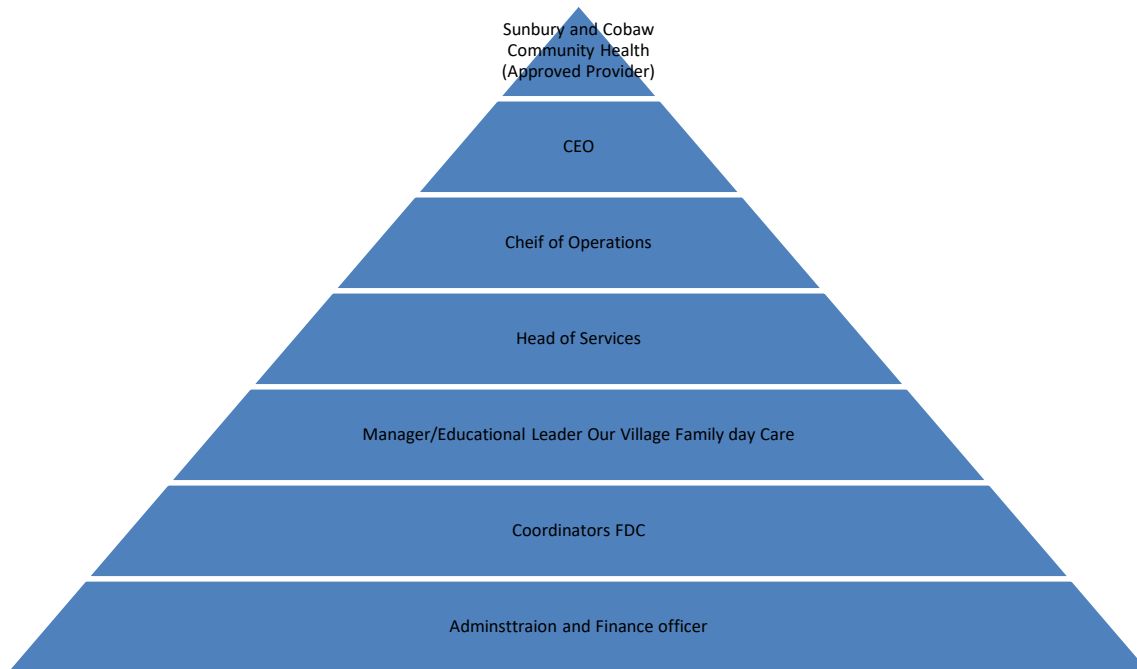 Sunbury and Cobaw
Community Health
(Approved Provider)
CEO
Cheif of Operations
Head of Services
Manager/Educational Leader Our Village Family day Care
Coordinators FDC
Adminsttraion and Finance officer